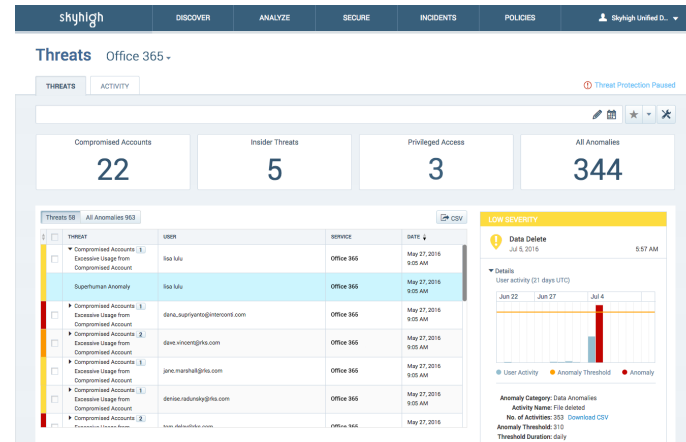 skyhigh DISCOVER ANALYZE SECURE INCIDENTS POLICIES Skyhigh Unified D...
Threats Office 365
THREATS ACTIVITY Threat Protection Paused
Compromised Accounts Insider Threats Privileged Access All Anomalies
22 5 3 344
Threats 58 All Anomalies 963 CSV
THREAT USER SERVICE DATE
Compromised Accounts 1
Excessive Usage from
Compromised Account
lisa lulu Office 365 May 27, 2016
9:05 AM
Superhuman Anomaly lisa lulu Office 365 May 27, 2016
9:05 AM
Compromised Accounts 1
Excessive Usage from
Compromised Account
dana_supriyanto@interconti.com Office 365 May 27, 2016
9:05 AM
Compromised Accounts 2
Excessive Usage from
Compromised Account
dave.vincent@rks.com Office 365 May 27, 2016
9:05 AM
Compromised Accounts 1
Excessive Usage from
Compromised Account
jane.marshall@rks.com Office 365 May 27, 2016
9:05 AM
Compromised Accounts 1
Excessive Usage from
Compromised Account
denise.radunsky@rks.com Office 365 May 27, 2016
9:05 AM
Compromised Accounts 2
Excessive Usage from
Office 365 May 27, 2016
LOW SEVERITY
Data Delete
Jul 5, 2016 5:57 AM
Details
User activity (21 days UTC)
Jun 22 Jun 27 Jul 4
User Activity Anomaly Threshold Anomaly
Anomaly Category: Data Anomalies
Activity Name: File deleted
No. of Activities: 353 Download CSV
Anomaly Threshold: 310
Threshold Duration: daily